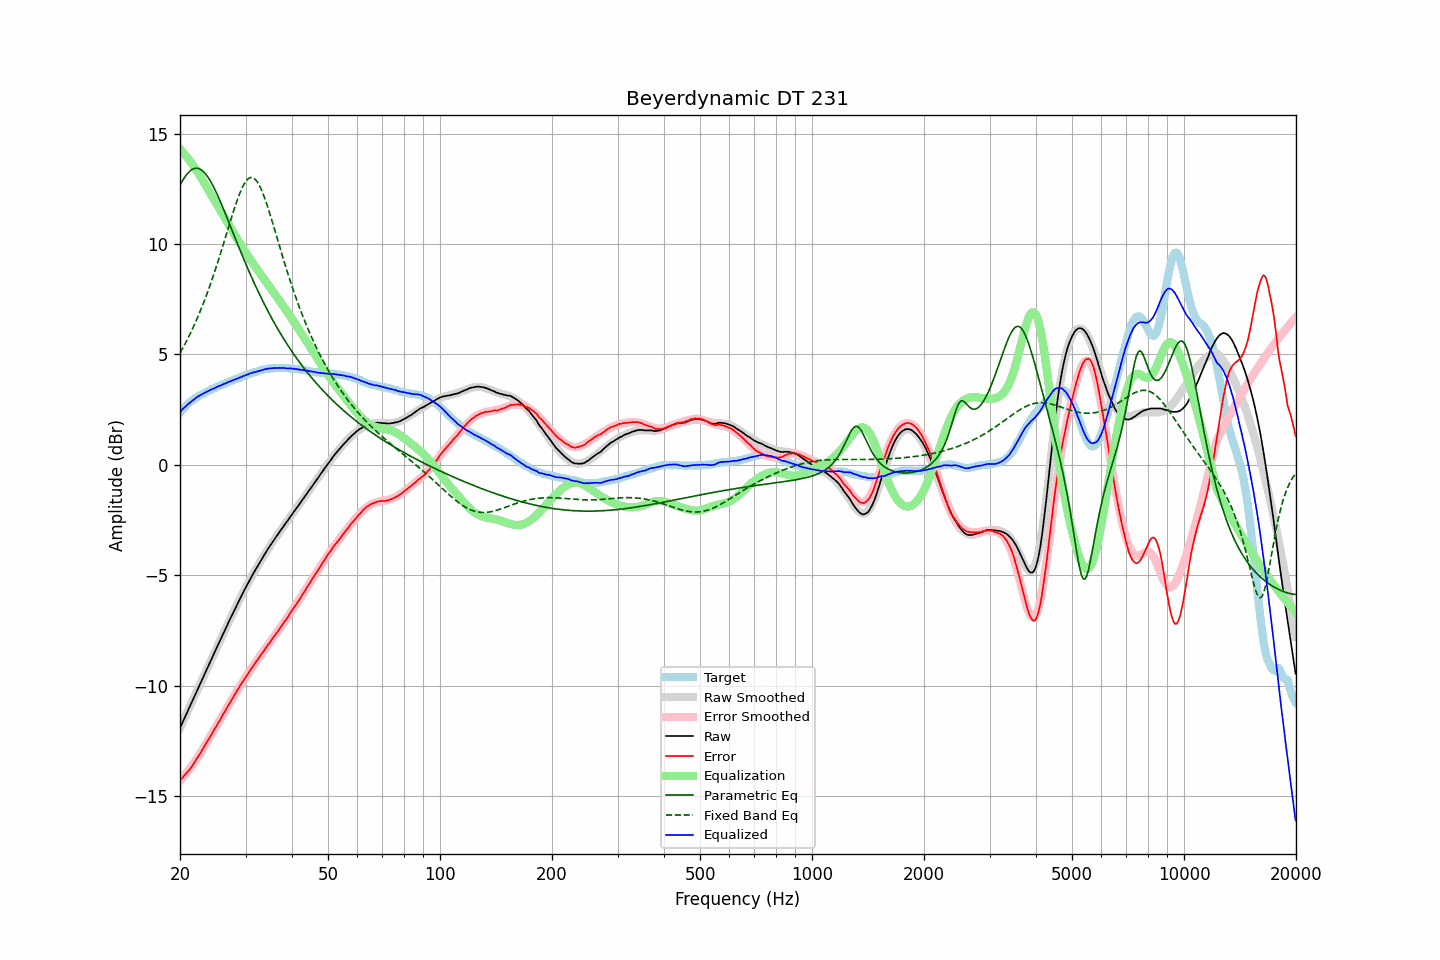 Beyerdynamic DT 231
15
10
5
0
−5
−10
−15
Amplitude (dBr)
20
50
100
200
500
1000
2000
5000
10000
20000
Frequency (Hz)
Target
Raw Smoothed
Error Smoothed
Raw
Error
Equalization
Parametric Eq
Fixed Band Eq
Equalized